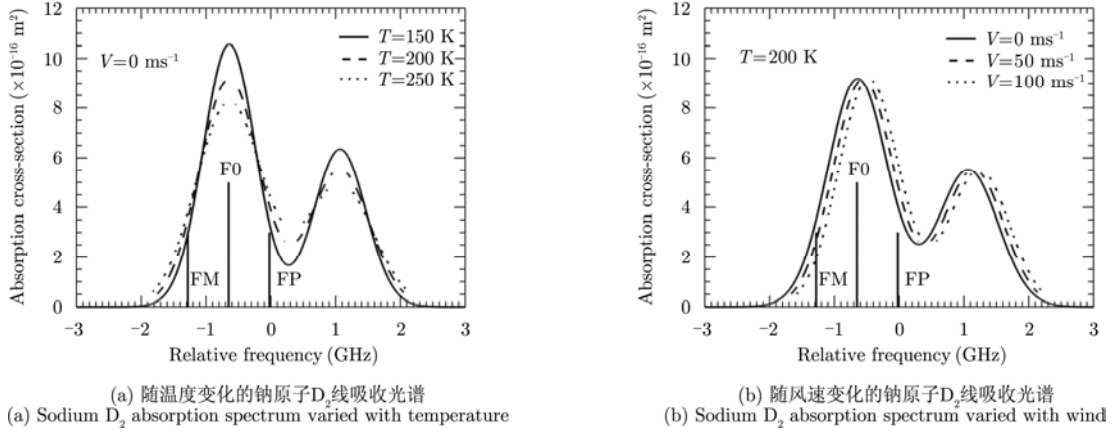 12
10
8
6
4
2
0
Absorption cross-section (×10⁻¹⁶ m²)
V=0 ms⁻¹
T=150 K
T=200 K
T=250 K
F0
FM
FP
−3
−2
−1
0
1
2
3
Relative frequency (GHz)
(a) 随温度变化的钠原子D₂线吸收光谱
(a) Sodium D₂ absorption spectrum varied with temperature
12
10
8
6
4
2
0
Absorption cross-section (×10⁻¹⁶ m²)
T=200 K
V=0 ms⁻¹
V=50 ms⁻¹
V=100 ms⁻¹
F0
FM
FP
−3
−2
−1
0
1
2
3
Relative frequency (GHz)
(b) 随风速变化的钠原子D₂线吸收光谱
(b) Sodium D₂ absorption spectrum varied with wind